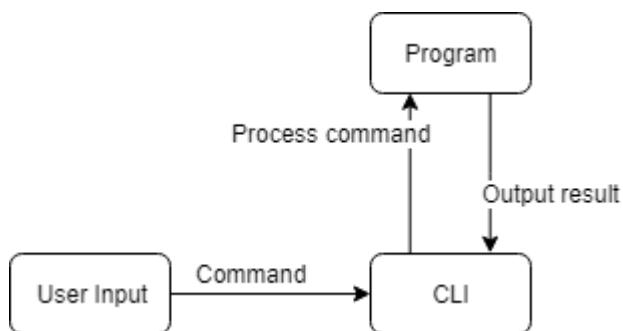 Program
Process command
Output result
Command
User Input
CLI